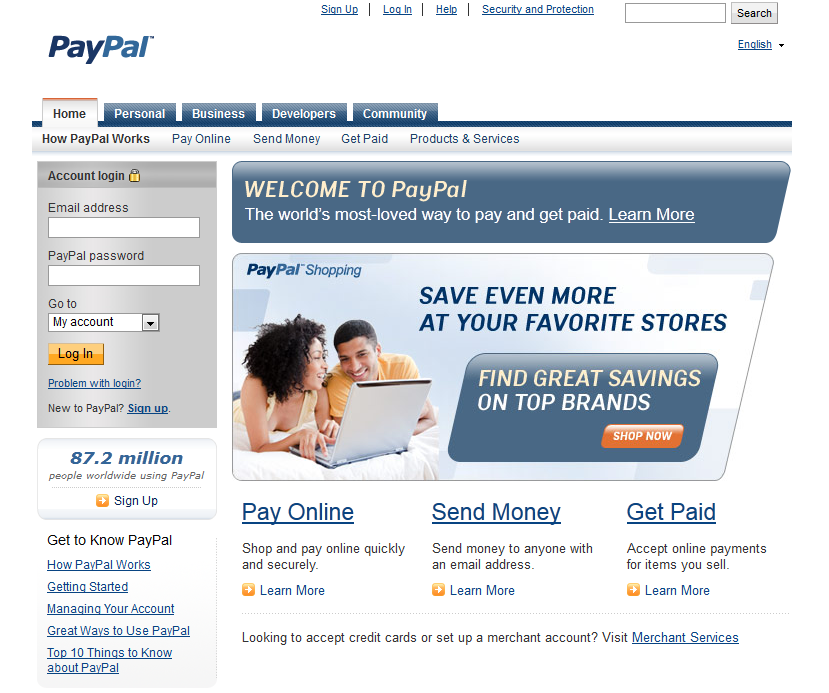 Sign Up | Log In | Help | Security and Protection
Search
PayPal™
English
Home Personal Business Developers Community
How PayPal Works Pay Online Send Money Get Paid Products & Services
Account login
Email address
PayPal password
Go to
My account
Log In
Problem with login?
New to PayPal? Sign up.
87.2 million
people worldwide using PayPal
Sign Up
Get to Know PayPal
How PayPal Works
Getting Started
Managing Your Account
Great Ways to Use PayPal
Top 10 Things to Know
about PayPal
WELCOME TO PayPal
The world's most-loved way to pay and get paid. Learn More
PayPal™ Shopping
SAVE EVEN MORE
AT YOUR FAVORITE STORES
FIND GREAT SAVINGS
ON TOP BRANDS
SHOP NOW
Pay Online
Shop and pay online quickly
and securely.
Learn More
Send Money
Send money to anyone with
an email address.
Learn More
Get Paid
Accept online payments
for items you sell.
Learn More
Looking to accept credit cards or set up a merchant account? Visit Merchant Services